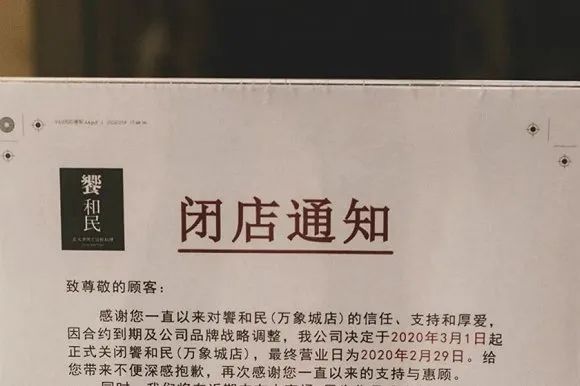 饗
和民
闭店通知
致尊敬的顾客：
感谢您一直以来对饗和民(万象城店)的信任、支持和厚爱，
因合约到期及公司品牌战略调整，我公司决定于2020年3月1日起
正式关闭饗和民(万象城店)，最终营业日为2020年2月29日。给
您带来不便深感抱歉，再次感谢您一直以来的支持与惠顾。